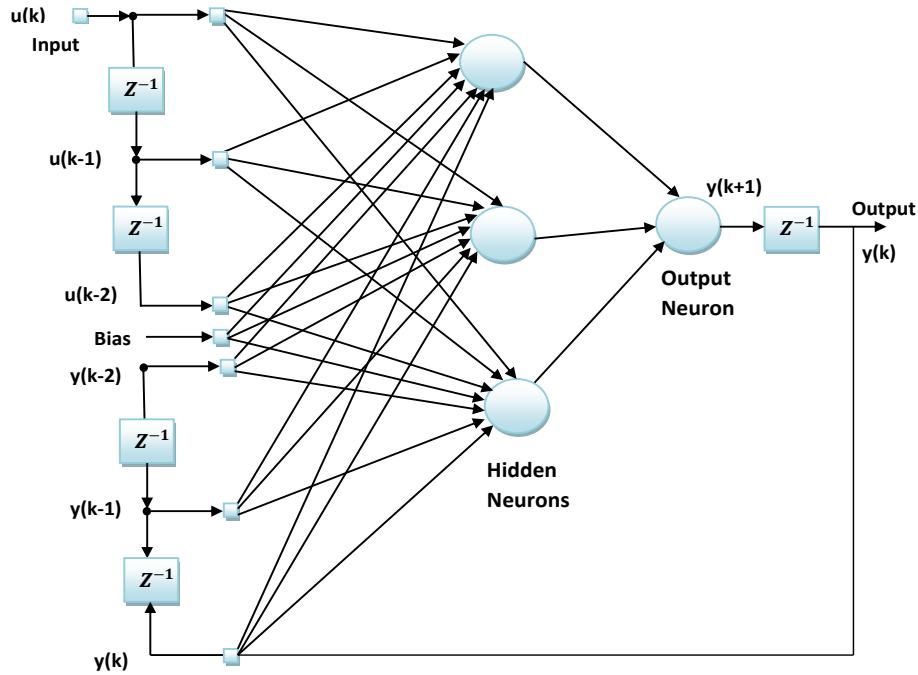 u(k)
Input
Z⁻¹
u(k-1)
Z⁻¹
u(k-2)
Bias
y(k-2)
Z⁻¹
y(k-1)
Z⁻¹
y(k)
Hidden
Neurons
y(k+1)
Output
Neuron
Z⁻¹
Output
y(k)